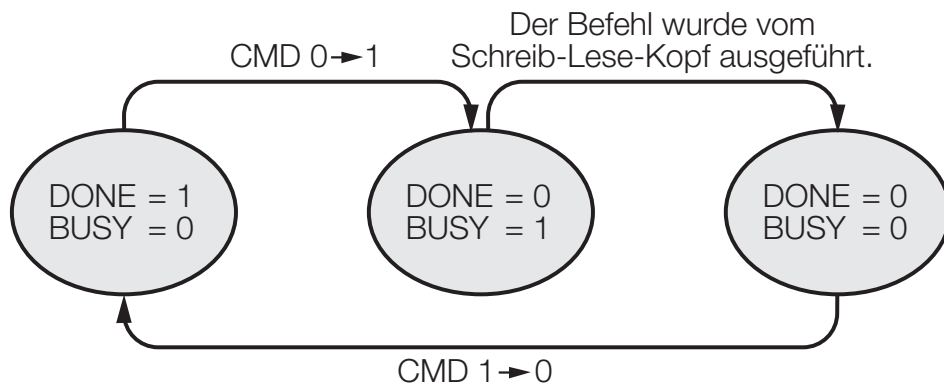 Der Befehl wurde vom
Schreib-Lese-Kopf ausgeführt.
CMD 0→1
DONE = 1
BUSY = 0
DONE = 0
BUSY = 1
DONE = 0
BUSY = 0
CMD 1→0